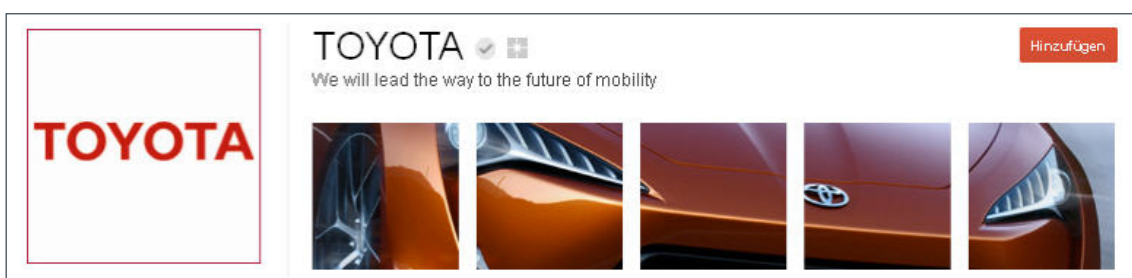 TOYOTA
TOYOTA
We will lead the way to the future of mobility
Hinzufügen